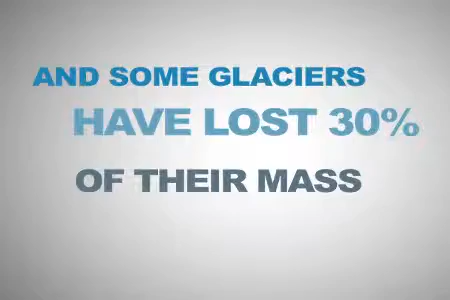 AND SOME GLACIERS
HAVE LOST 30%
OF THEIR MASS